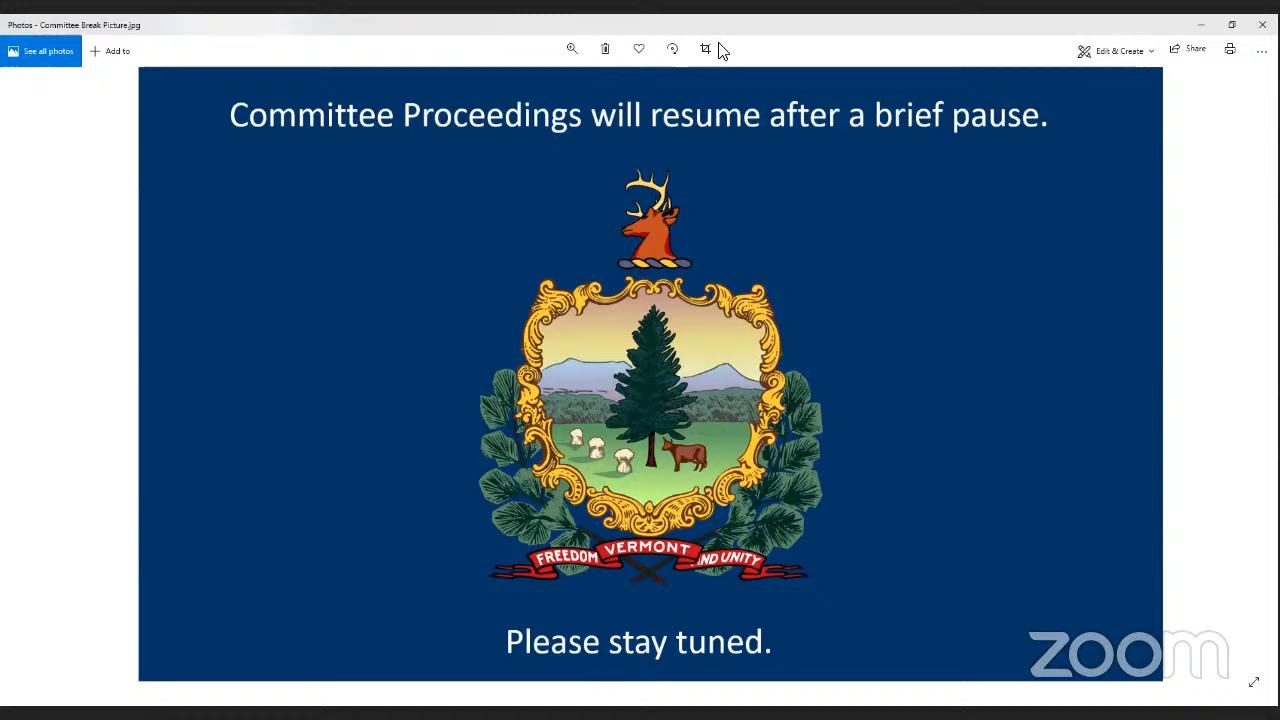 Photos - Committee Break Picture.jpg
See all photos
Add to
Edit & Create
Share
Committee Proceedings will resume after a brief pause.
FREEDOM VERMONT ND UNITY
Please stay tuned.
zoom